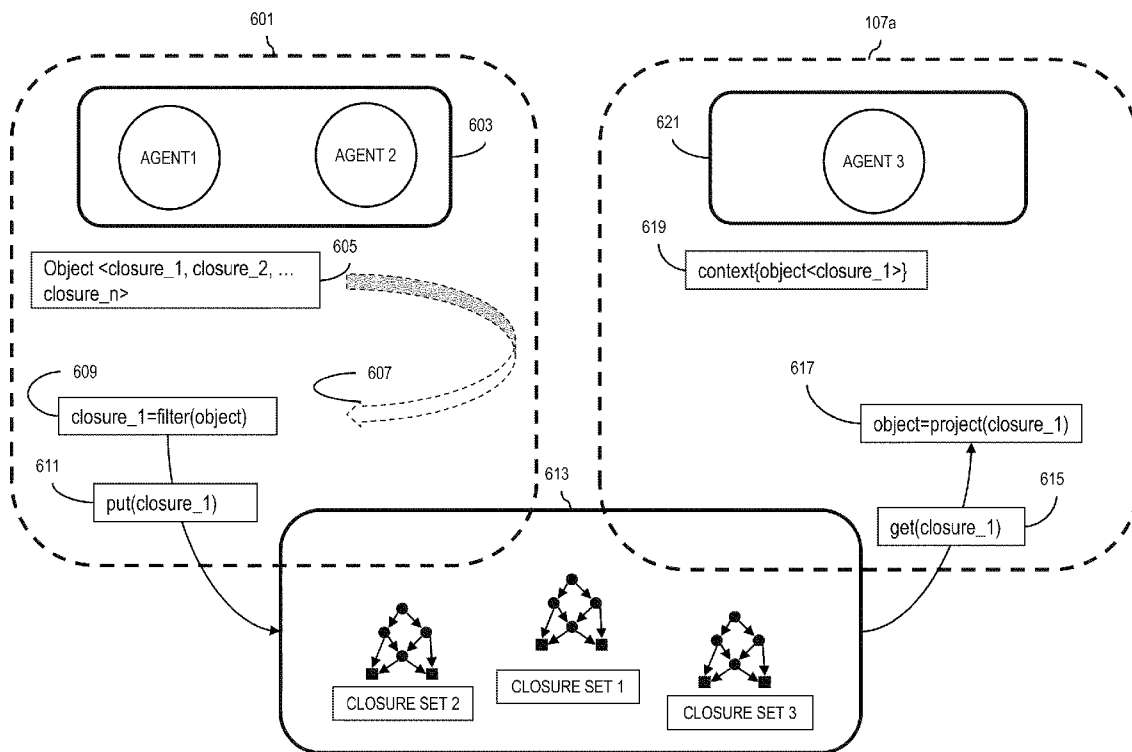 601
107a
AGENT1
AGENT 2
603
621
AGENT 3
605
Object <closure_1, closure_2, ...
closure_n>
619
context{object<closure_1>}
609
607
closure_1=filter(object)
617
object=project(closure_1)
611
put(closure_1)
613
615
get(closure_1)
CLOSURE SET 2
CLOSURE SET 1
CLOSURE SET 3